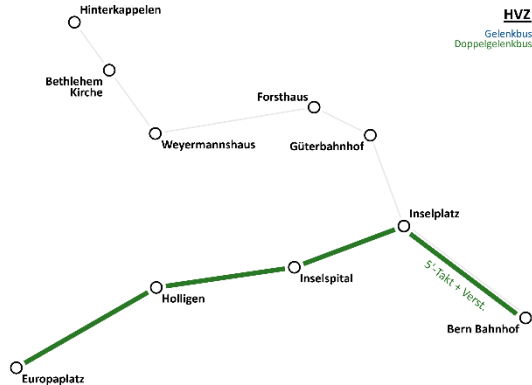 Hinterkappelen
HVZ
Gelenkbus
Doppelgelenkbus
Bethlehem
Kirche
Forsthaus
Weyermannshaus
Güterbahnhof
Inselplatz
5'-Takt + Verst.
Inselspital
Holligen
Bern Bahnhof
Europaplatz